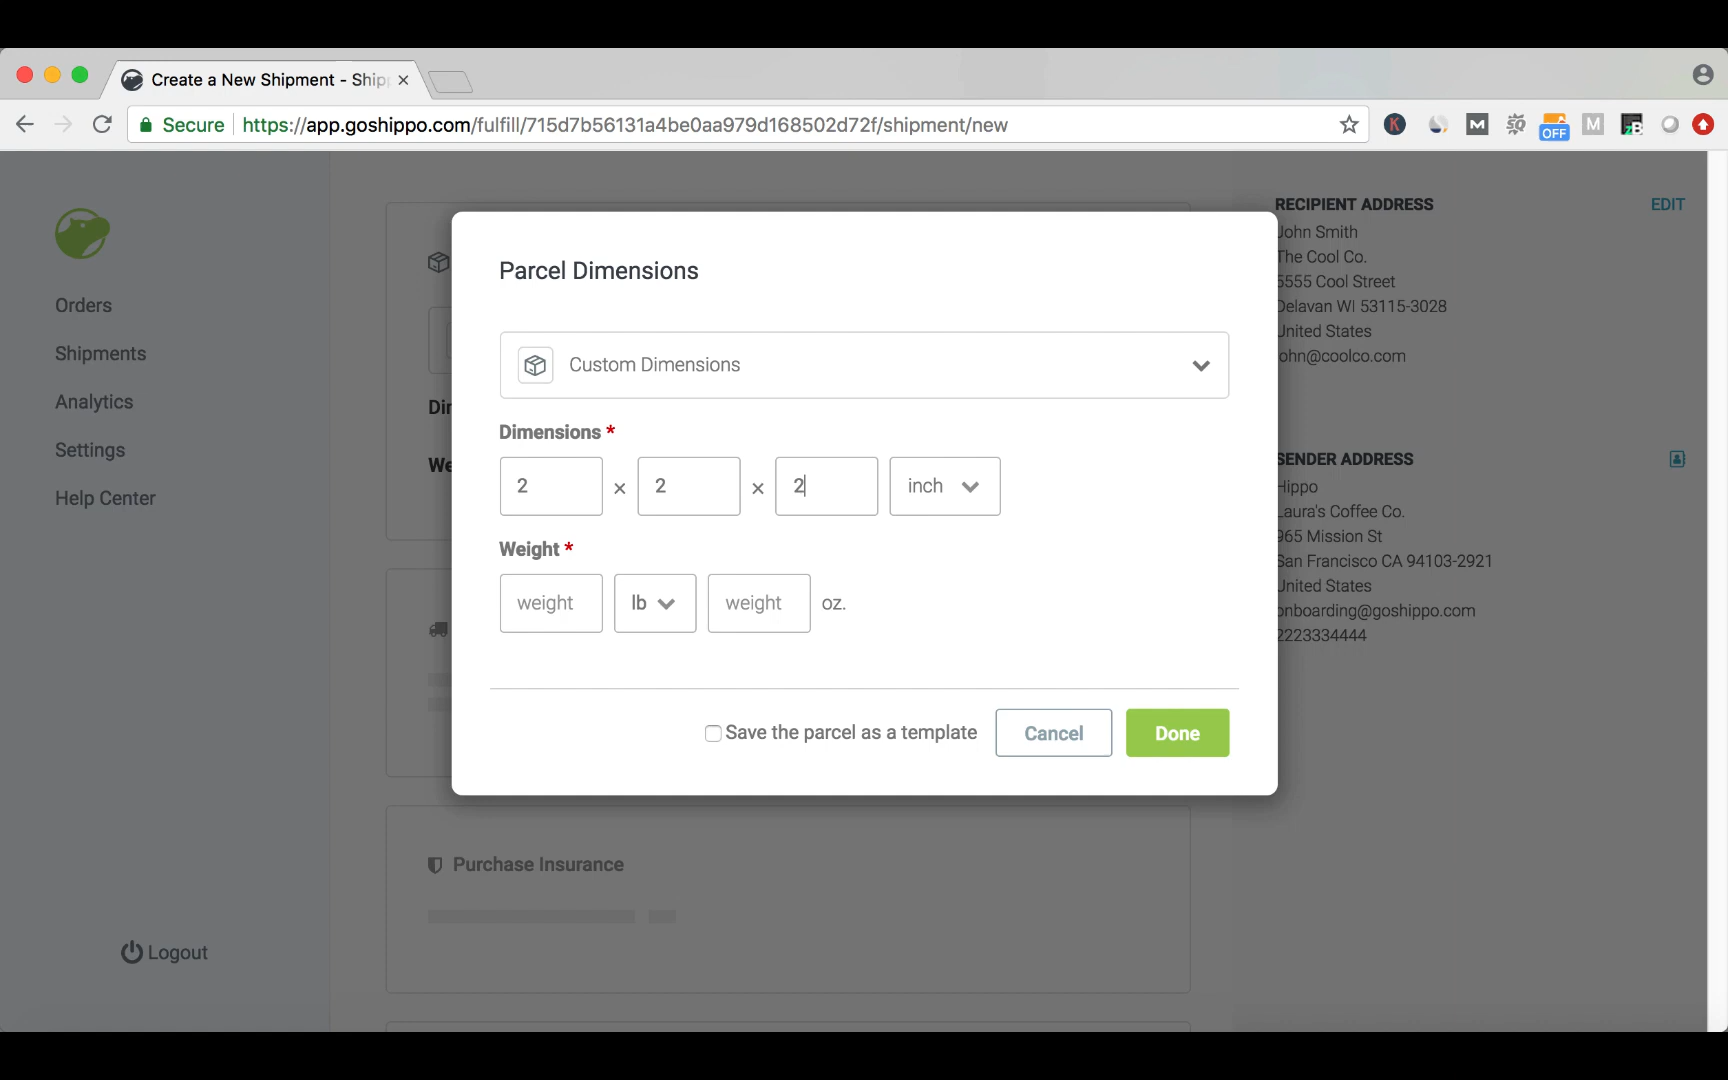 Create a New Shipment - Ship
Secure https://app.goshippo.com/fulfill/715d7b56131a4be0aa979d168502d72f/shipment/new
K M OFF M
Orders
Shipments
Analytics
Settings
Help Center
Logout
Dir
We
Parcel Dimensions
Custom Dimensions
Dimensions *
2 × 2 × 2 inch
Weight *
weight lb weight oz.
Save the parcel as a template Cancel Done
Purchase Insurance
RECIPIENT ADDRESS EDIT
John Smith
The Cool Co.
5555 Cool Street
Delavan WI 53115-3028
United States
ohn@coolco.com
SENDER ADDRESS
Hippo
Laura's Coffee Co.
965 Mission St
San Francisco CA 94103-2921
United States
onboarding@goshippo.com
2223334444